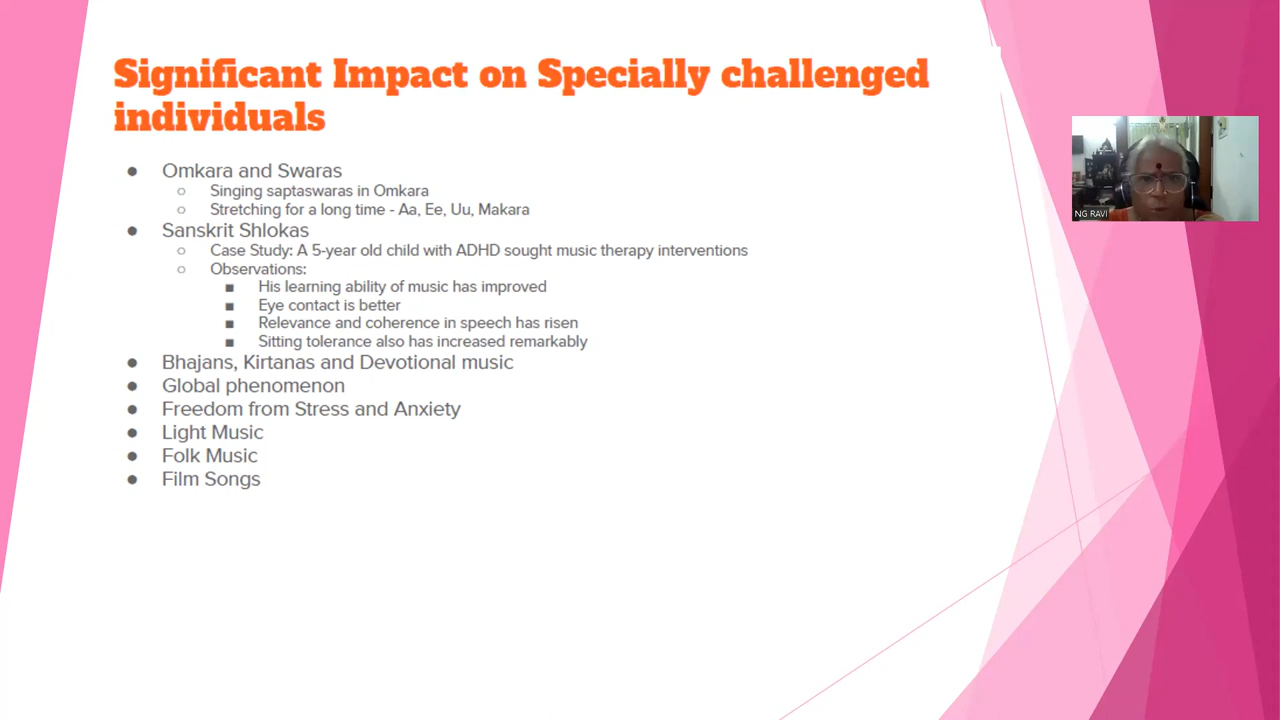 Significant Impact on Specially challenged
individuals
● Omkara and Swaras
○ Singing saptaswaras in Omkara
○ Stretching for a long time - Aa, Ee, Uu, Makara
● Sanskrit Shlokas
○ Case Study: A 5-year old child with ADHD sought music therapy interventions
○ Observations:
■ His learning ability of music has improved
■ Eye contact is better
■ Relevance and coherence in speech has risen
■ Sitting tolerance also has increased remarkably
● Bhajans, Kirtanas and Devotional music
● Global phenomenon
● Freedom from Stress and Anxiety
● Light Music
● Folk Music
● Film Songs
NG RAVI